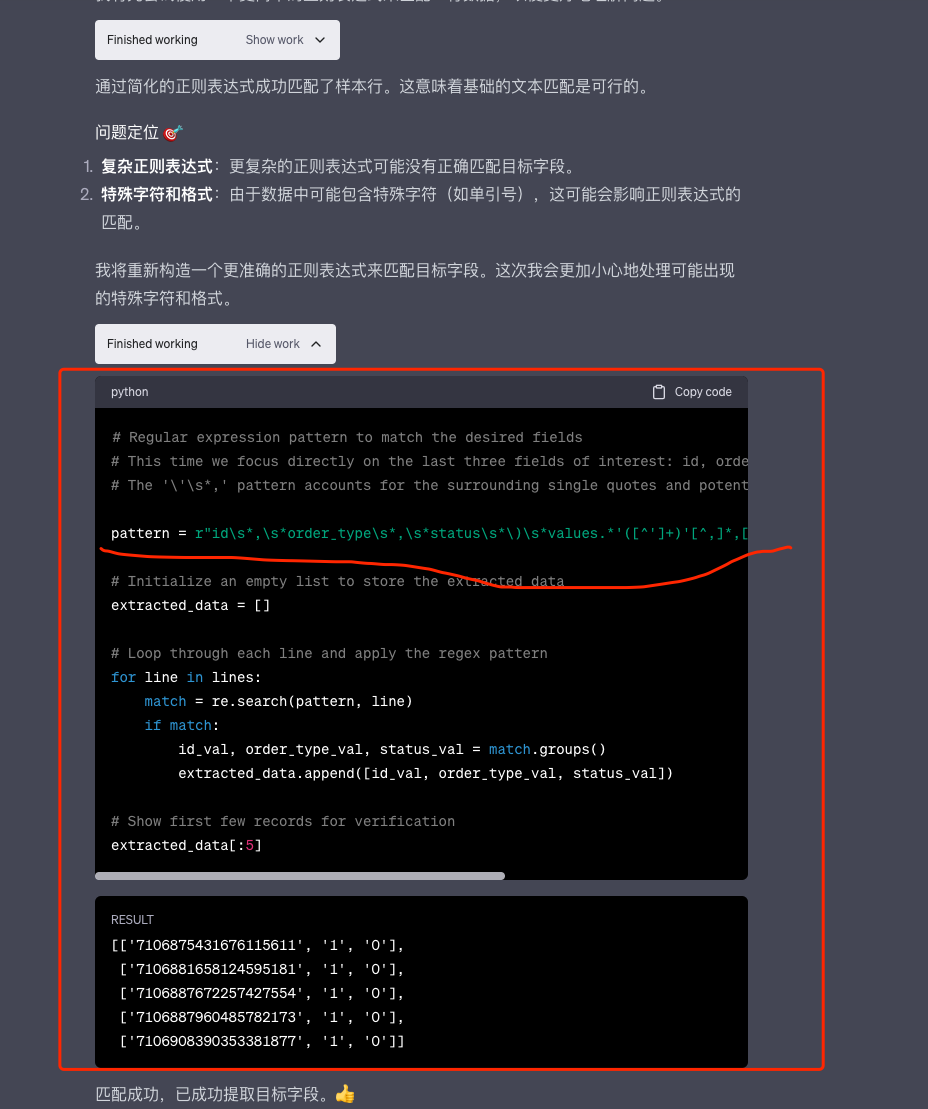 Finished working Show work
通过简化的正则表达式成功匹配了样本行。这意味着基础的文本匹配是可行的。
问题定位 🎯
1. 复杂正则表达式：更复杂的正则表达式可能没有正确匹配目标字段。
2. 特殊字符和格式：由于数据中可能包含特殊字符（如单引号），这可能会影响正则表达式的
匹配。
我将重新构造一个更准确的正则表达式来匹配目标字段。这次我会更加小心地处理可能出现
的特殊字符和格式。
Finished working Hide work
python Copy code
# Regular expression pattern to match the desired fields
# This time we focus directly on the last three fields of interest: id, orde
# The '\'\s*,' pattern accounts for the surrounding single quotes and potent
pattern = r"id\s*,\s*order_type\s*,\s*status\s*\)\s*values.*'([^']+)'[^,]*,[
# Initialize an empty list to store the extracted data
extracted_data = []
# Loop through each line and apply the regex pattern
for line in lines:
    match = re.search(pattern, line)
    if match:
        id_val, order_type_val, status_val = match.groups()
        extracted_data.append([id_val, order_type_val, status_val])
# Show first few records for verification
extracted_data[:5]
RESULT
[['7106875431676115611', '1', '0'],
 ['7106881658124595181', '1', '0'],
 ['7106887672257427554', '1', '0'],
 ['7106887960485782173', '1', '0'],
 ['7106908390353381877', '1', '0']]
匹配成功，已成功提取目标字段。👍